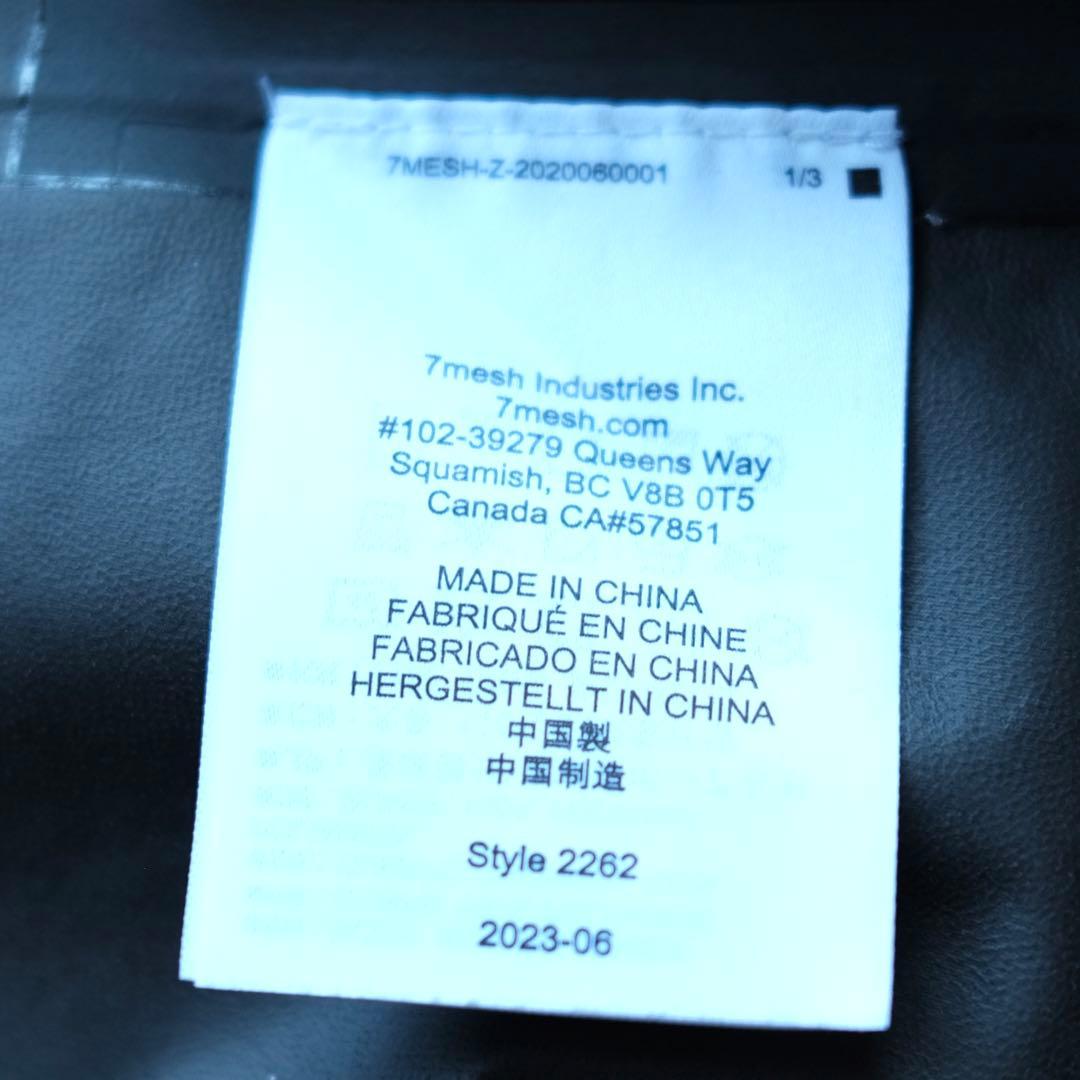 7MESH-Z-2020060001 1/3
7mesh Industries Inc.
7mesh.com
#102-39279 Queens Way
Squamish, BC V8B 0T5
Canada CA#57851
MADE IN CHINA
FABRIQUÉ EN CHINE
FABRICADO EN CHINA
HERGESTELLT IN CHINA
中国製
中国制造
Style 2262
2023-06